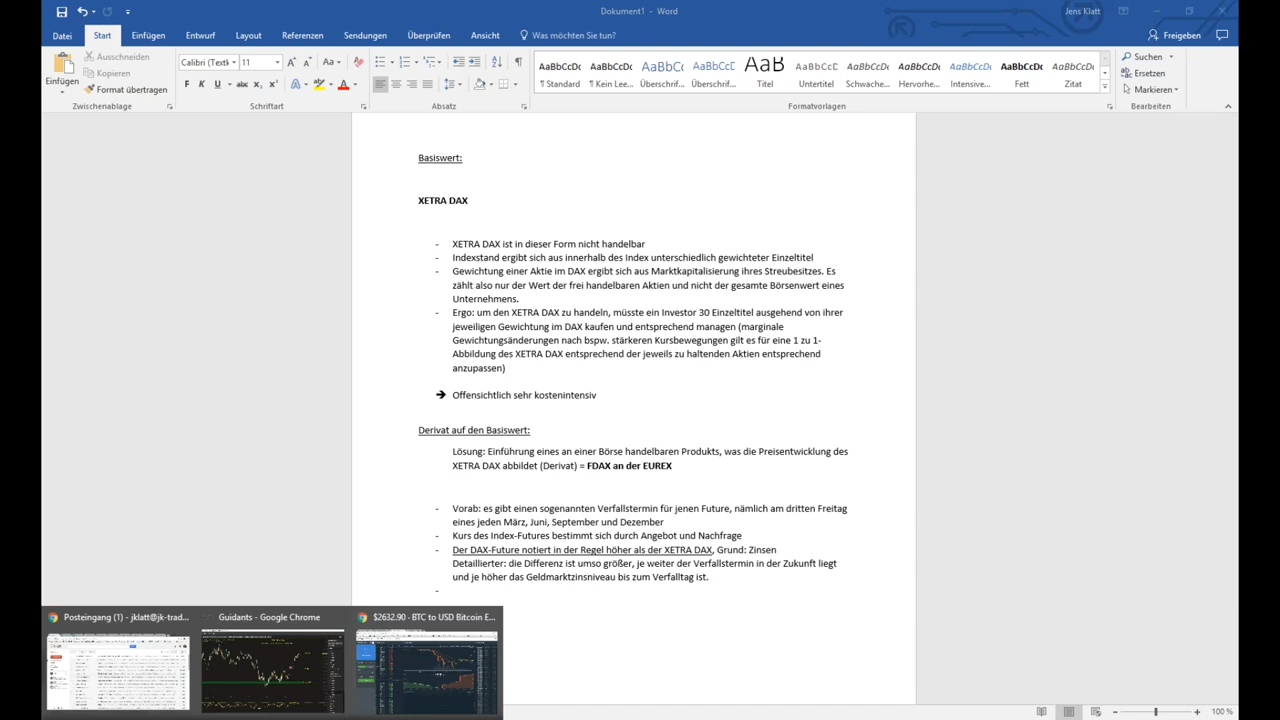 Dokument1 - Word
Jens Klatt
Datei Start Einfügen Entwurf Layout Referenzen Sendungen Überprüfen Ansicht Was möchten Sie tun? Freigeben
Einfügen
Ausschneiden
Kopieren
Format übertragen
Zwischenablage
Calibri (Textk 11
F K U abc
Schriftart
Absatz
AaBbCcDc AaBbCcDc AaBbCc AaBbCcD AaB AaBbCcD AaBbCcDc AaBbCcDc AaBbCcDc AaBbCcDc AaBbCcDc
¶ Standard ¶ Kein Lee... Überschrif... Überschrif... Titel Untertitel Schwache... Hervorhe... Intensive... Fett Zitat
Formatvorlagen
Suchen
Ersetzen
Markieren
Bearbeiten
Basiswert:
XETRA DAX
- XETRA DAX ist in dieser Form nicht handelbar
- Indexstand ergibt sich aus innerhalb des Index unterschiedlich gewichteter Einzeltitel
- Gewichtung einer Aktie im DAX ergibt sich aus Marktkapitalisierung ihres Streubesitzes. Es
zählt also nur der Wert der frei handelbaren Aktien und nicht der gesamte Börsenwert eines
Unternehmens.
- Ergo: um den XETRA DAX zu handeln, müsste ein Investor 30 Einzeltitel ausgehend von ihrer
jeweiligen Gewichtung im DAX kaufen und entsprechend managen (marginale
Gewichtungsänderungen nach bspw. stärkeren Kursbewegungen gilt es für eine 1 zu 1-
Abbildung des XETRA DAX entsprechend der jeweils zu haltenden Aktien entsprechend
anzupassen)
➔ Offensichtlich sehr kostenintensiv
Derivat auf den Basiswert:
Lösung: Einführung eines an einer Börse handelbaren Produkts, was die Preisentwicklung des
XETRA DAX abbildet (Derivat) = FDAX an der EUREX
- Vorab: es gibt einen sogenannten Verfallstermin für jenen Future, nämlich am dritten Freitag
eines jeden März, Juni, September und Dezember
- Kurs des Index-Futures bestimmt sich durch Angebot und Nachfrage
- Der DAX-Future notiert in der Regel höher als der XETRA DAX, Grund: Zinsen
Detaillierter: die Differenz ist umso größer, je weiter der Verfallstermin in der Zukunft liegt
und je höher das Geldmarktzinsniveau bis zum Verfalltag ist.
-
Posteingang (1) - jklatt@jk-trad...
Guidants - Google Chrome
$2632.90 - BTC to USD Bitcoin E...
100 %